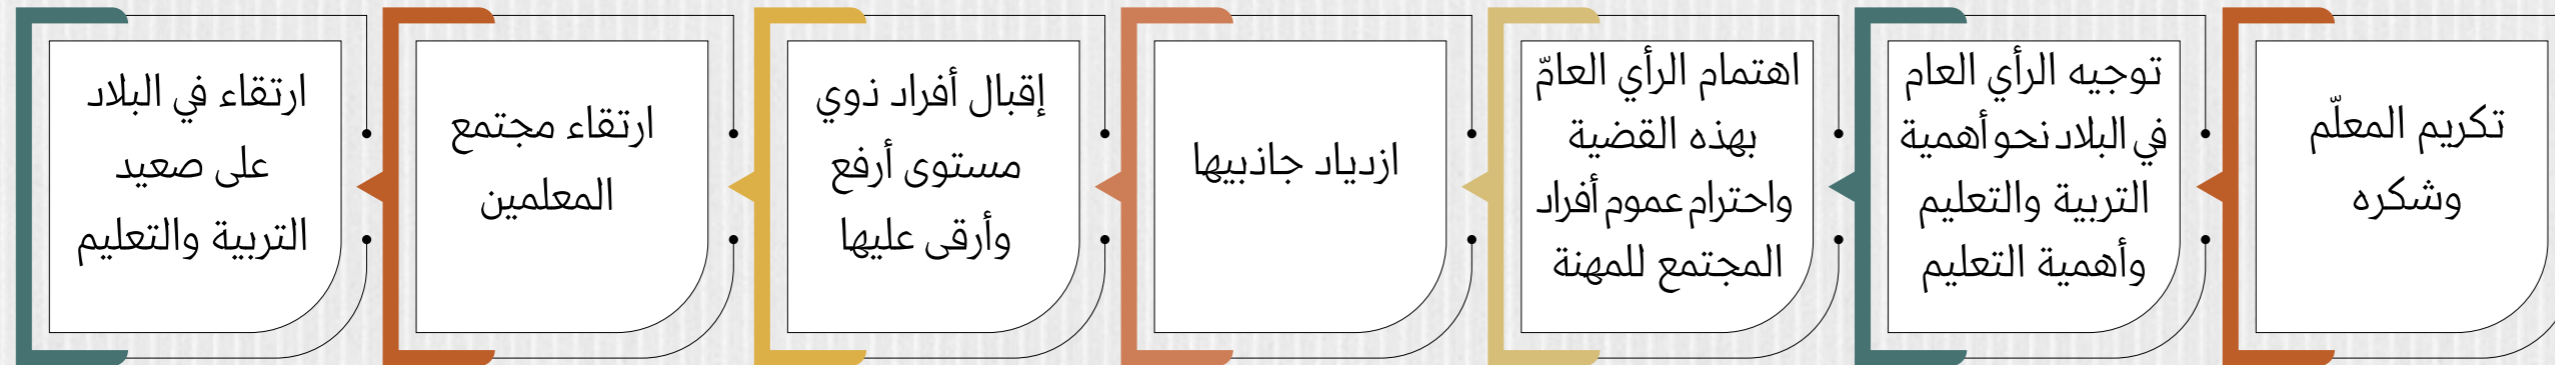 تكريم المعلّم
وشكره
توجيه الرأي العام
في البلاد نحو أهمية
التربية والتعليم
وأهمية التعليم
اهتمام الرأي العامّ
بهذه القضية
واحترام عموم أفراد
المجتمع للمهنة
ازدياد جاذبيها
إقبال أفراد ذوي
مستوى أرفع
وأرقى عليها
ارتقاء مجتمع
المعلمين
ارتقاء في البلاد
على صعيد
التربية والتعليم